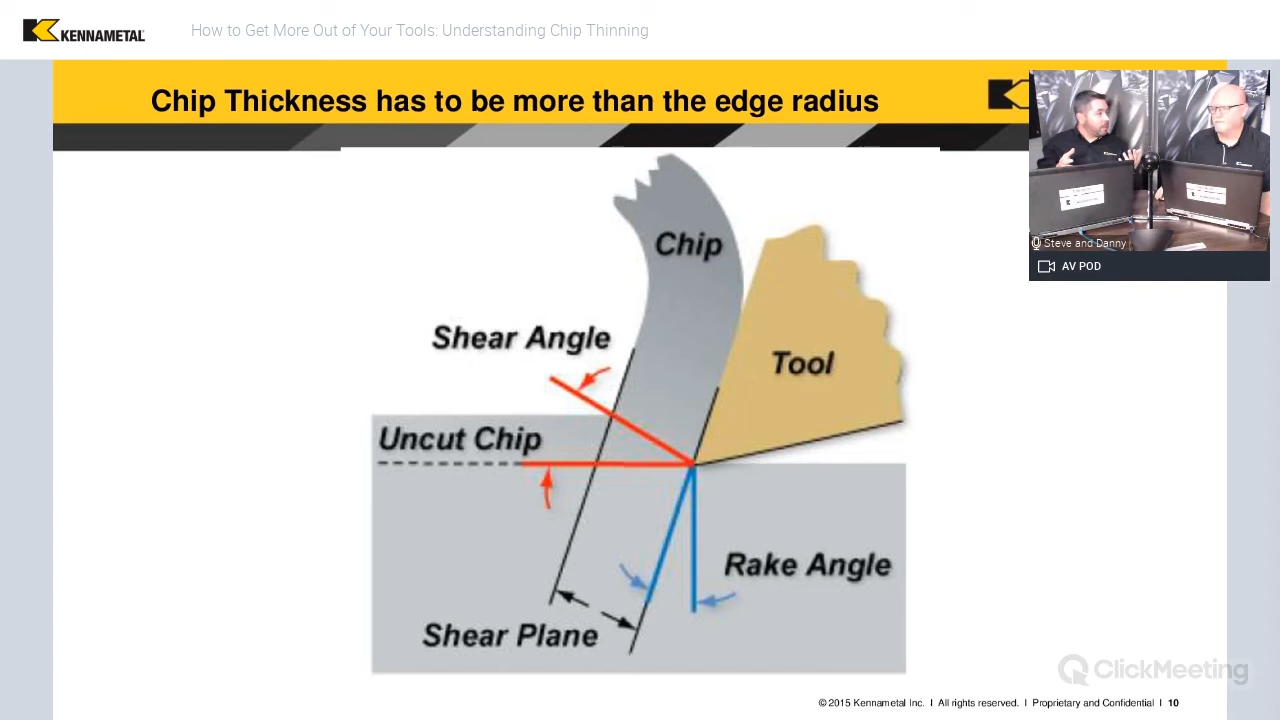 KENNAMETAL
How to Get More Out of Your Tools: Understanding Chip Thinning
Chip Thickness has to be more than the edge radius
Steve and Danny
AV POD
Chip
Shear Angle
Tool
Uncut Chip
Rake Angle
Shear Plane
ClickMeeting
© 2015 Kennametal Inc. I All rights reserved. I Proprietary and Confidential I 10